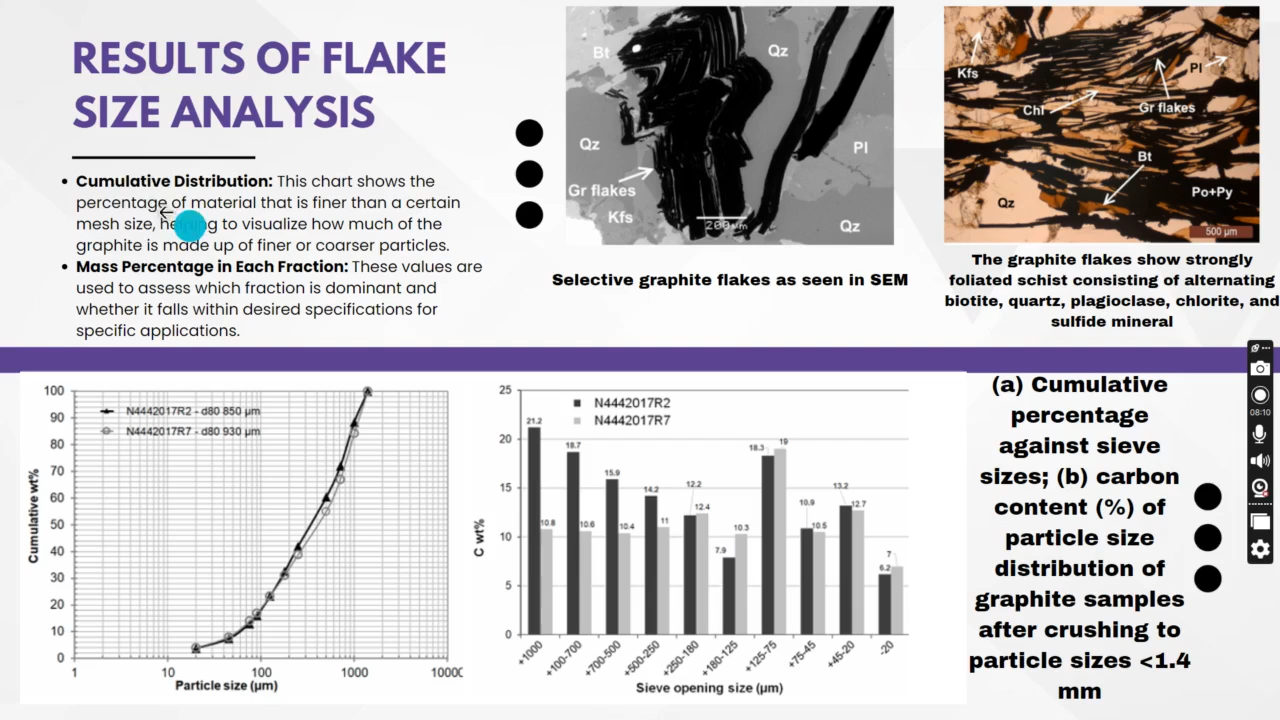 RESULTS OF FLAKE
SIZE ANALYSIS
Cumulative Distribution: This chart shows the
percentage of material that is finer than a certain
mesh size, helping to visualize how much of the
graphite is made up of finer or coarser particles.
Mass Percentage in Each Fraction: These values are
used to assess which fraction is dominant and
whether it falls within desired specifications for
specific applications.
Bt
Qz
Qz
Pl
Gr flakes
Kfs
Qz
200 µm
Selective graphite flakes as seen in SEM
Kfs
Pl
Chl
Gr flakes
Bt
Po+Py
Qz
500 µm
The graphite flakes show strongly
foliated schist consisting of alternating
biotite, quartz, plagioclase, chlorite, and
sulfide mineral
100
90
80
70
60
50
40
30
20
10
0
Cumulative wt%
N4442017R2 - d80 850 µm
N4442017R7 - d80 930 µm
1
10
100
1000
1000
Particle size (µm)
25
20
15
10
5
0
C wt%
N4442017R2
N4442017R7
21.2
10.8
18.7
10.6
15.9
10.4
14.2
11
12.2
12.4
7.9
10.3
18.3
19
10.9
10.5
13.2
12.7
6.2
7
+1000
+100-700
+700-500
+500-250
+250-180
+180-125
+125-75
+75-45
+45-20
-20
Sieve opening size (µm)
(a) Cumulative
percentage
against sieve
sizes; (b) carbon
content (%) of
particle size
distribution of
graphite samples
after crushing to
particle sizes <1.4
mm
08:10